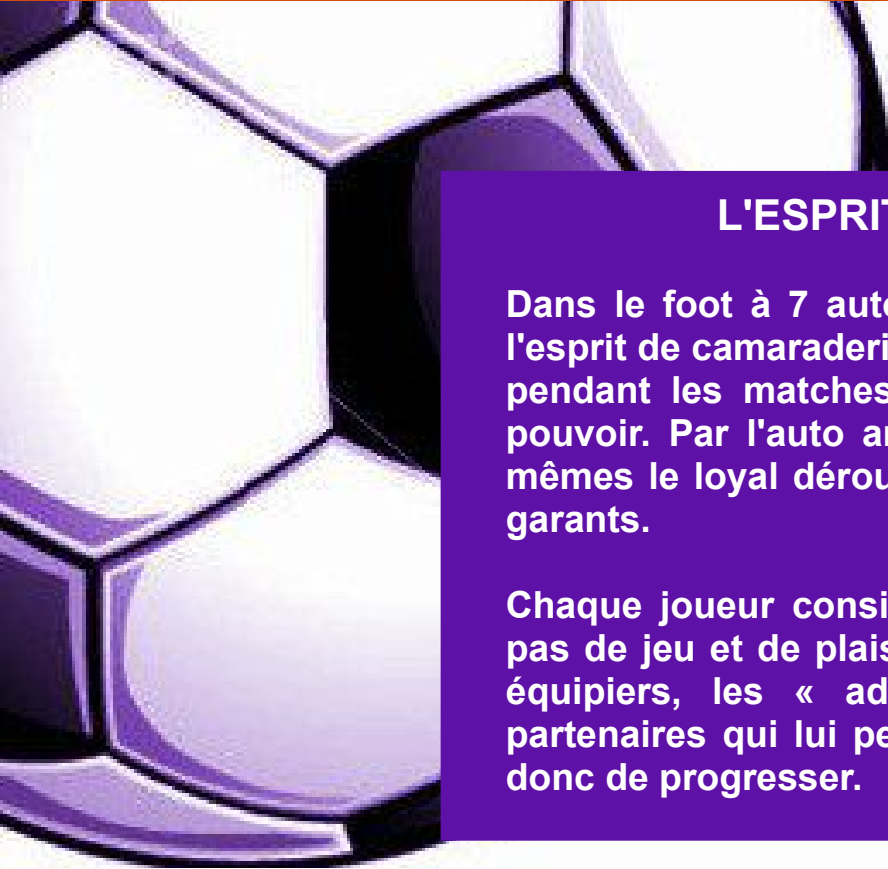 L'ESPRIT
Dans le foot à 7 auto
l'esprit de camaraderi
pendant les matches
pouvoir. Par l'auto ar
mêmes le loyal dérou
garants.
Chaque joueur consi
pas de jeu et de plais
équipiers, les « ad
partenaires qui lui pe
donc de progresser.